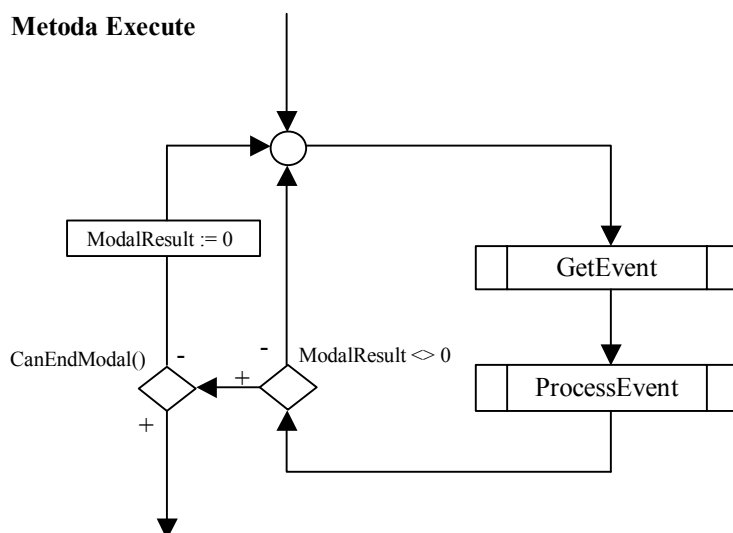 Metoda Execute
ModalResult := 0
GetEvent
CanEndModal()
-
-
ModalResult <> 0
+
ProcessEvent
+